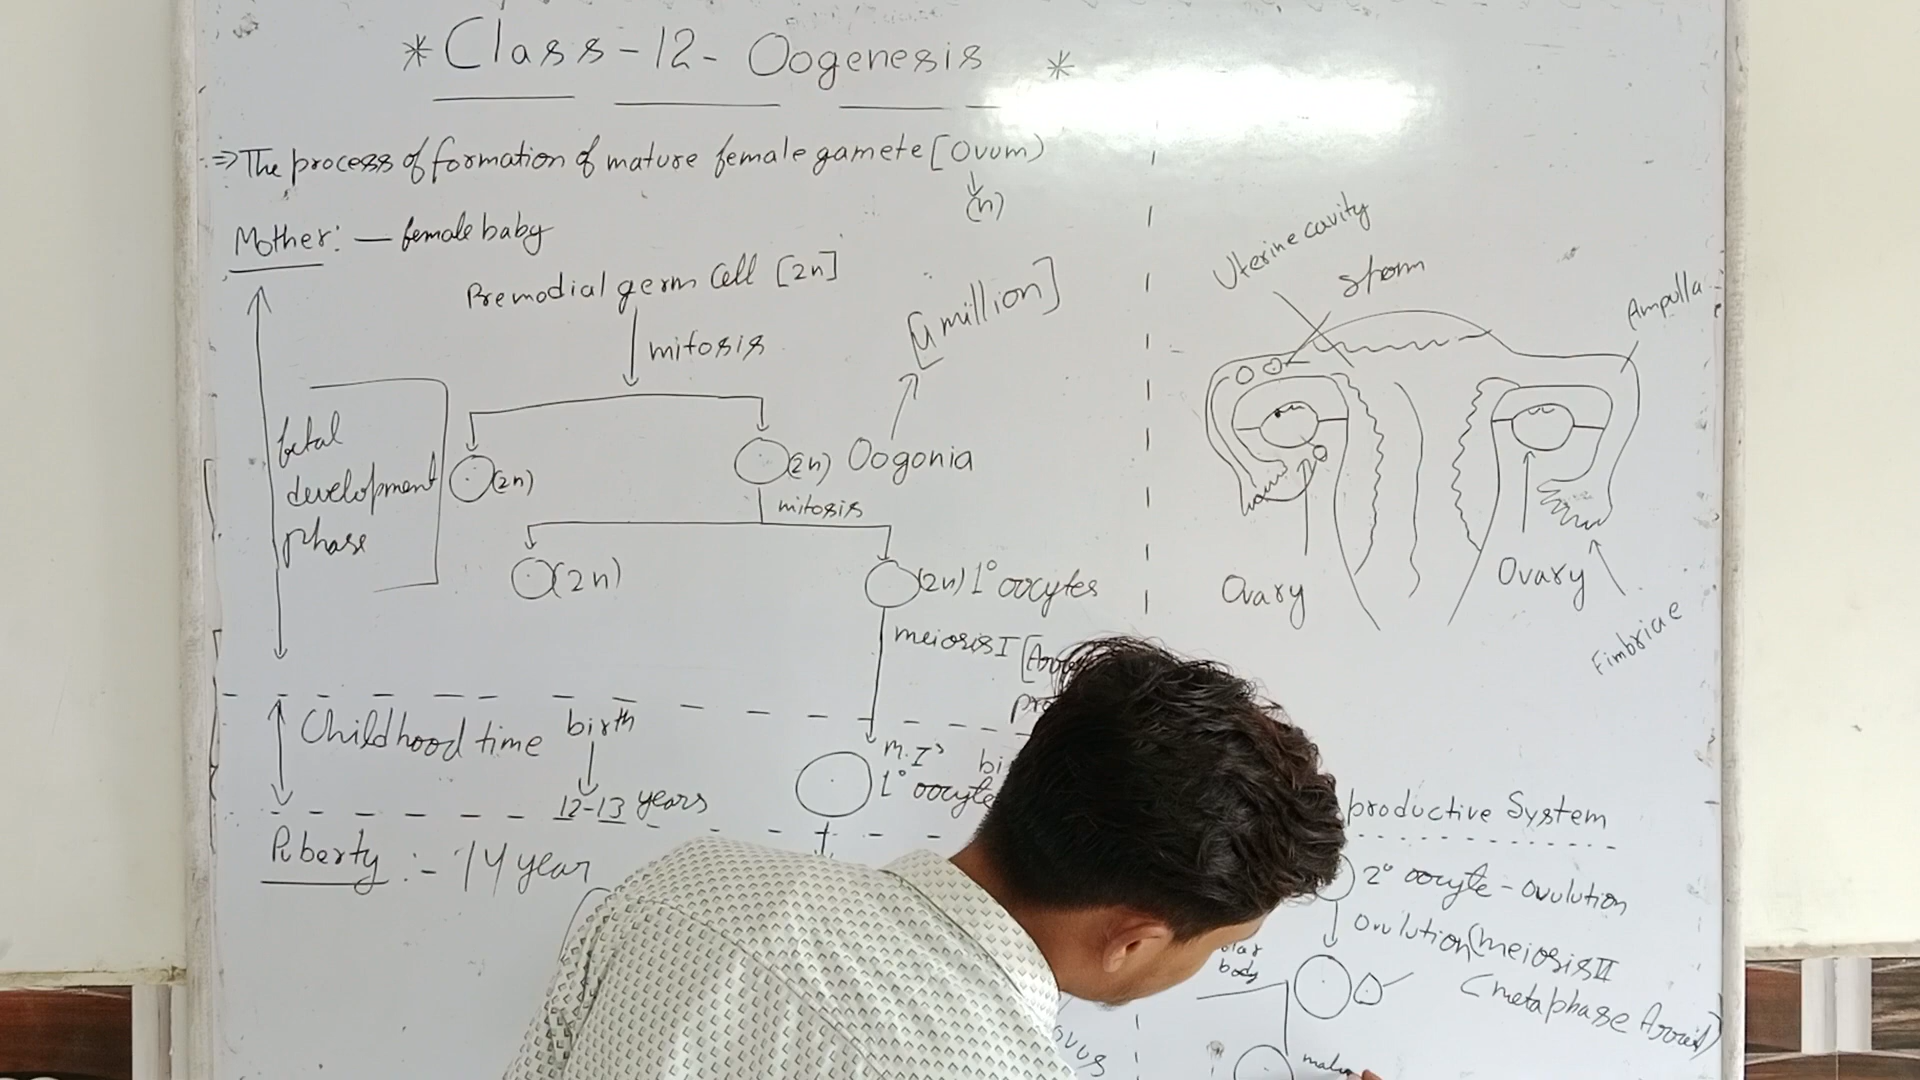 * Class-12- Oogenesis *
⇒ The process of formation of mature female gamete [Ovum)
(n)
Mother: — female baby
Premodial germ Cell [2n]
mitosis
[4 million]
(2n)
(2n) Oogonia
mitosis
(2n)
(2n) 1° oocytes
meiosis I
fetal
development
phase
Childhood time
birth
12-13 years
M.I
1° oocyte
Puberty :- 14 year
Uterine cavity
Sperm
Ampulla
Ovary
Ovary
Fimbriae
productive System
2° oocyte - ovulution
Ovulution (meiosis II
(metaphase Arrest)
body